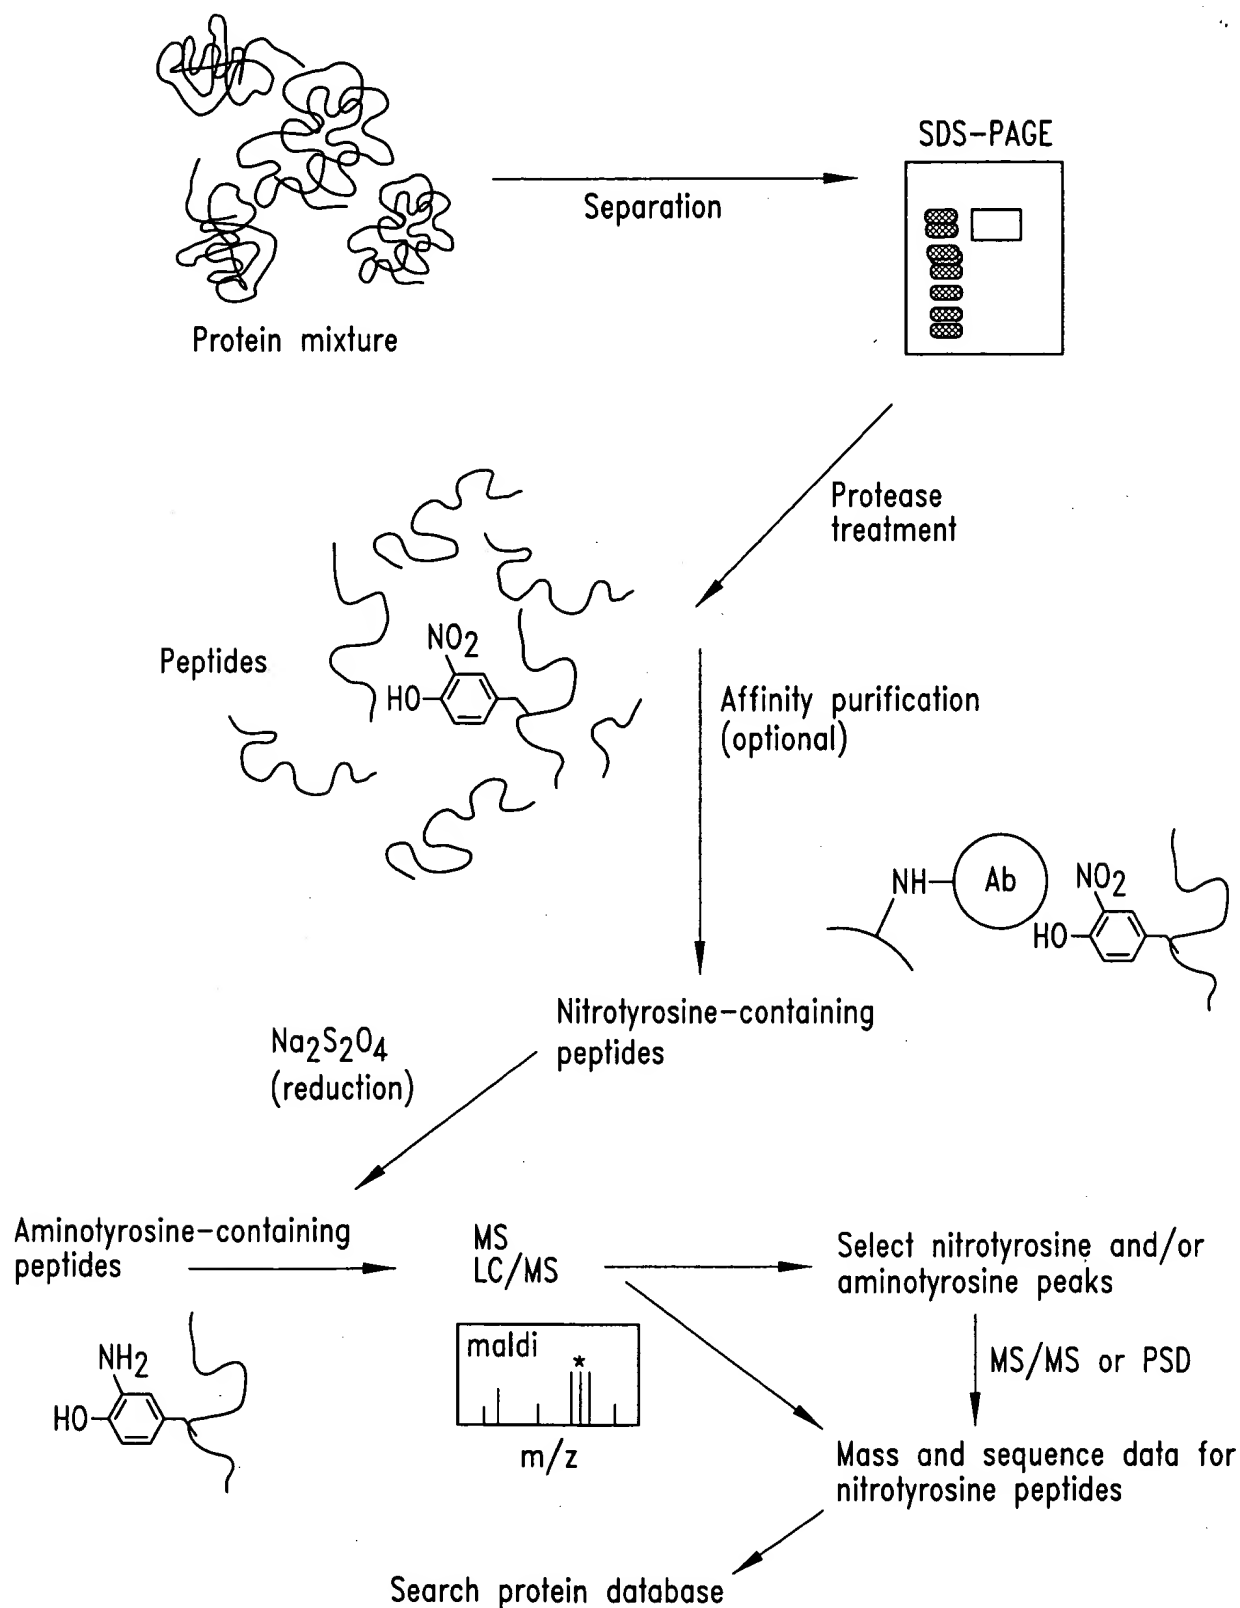 SDS-PAGE
Separation
Protein mixture
Protease
treatment
NO2
Peptides
HO
Affinity purification
(optional)
NH
Ab
NO2
HO
Nitrotyrosine-containing
peptides
Na2S2O4
(reduction)
Aminotyrosine-containing
peptides
MS
LC/MS
Select nitrotyrosine and/or
aminotyrosine peaks
maldi
*
NH2
HO
MS/MS or PSD
m/z
Mass and sequence data for
nitrotyrosine peptides
Search protein database